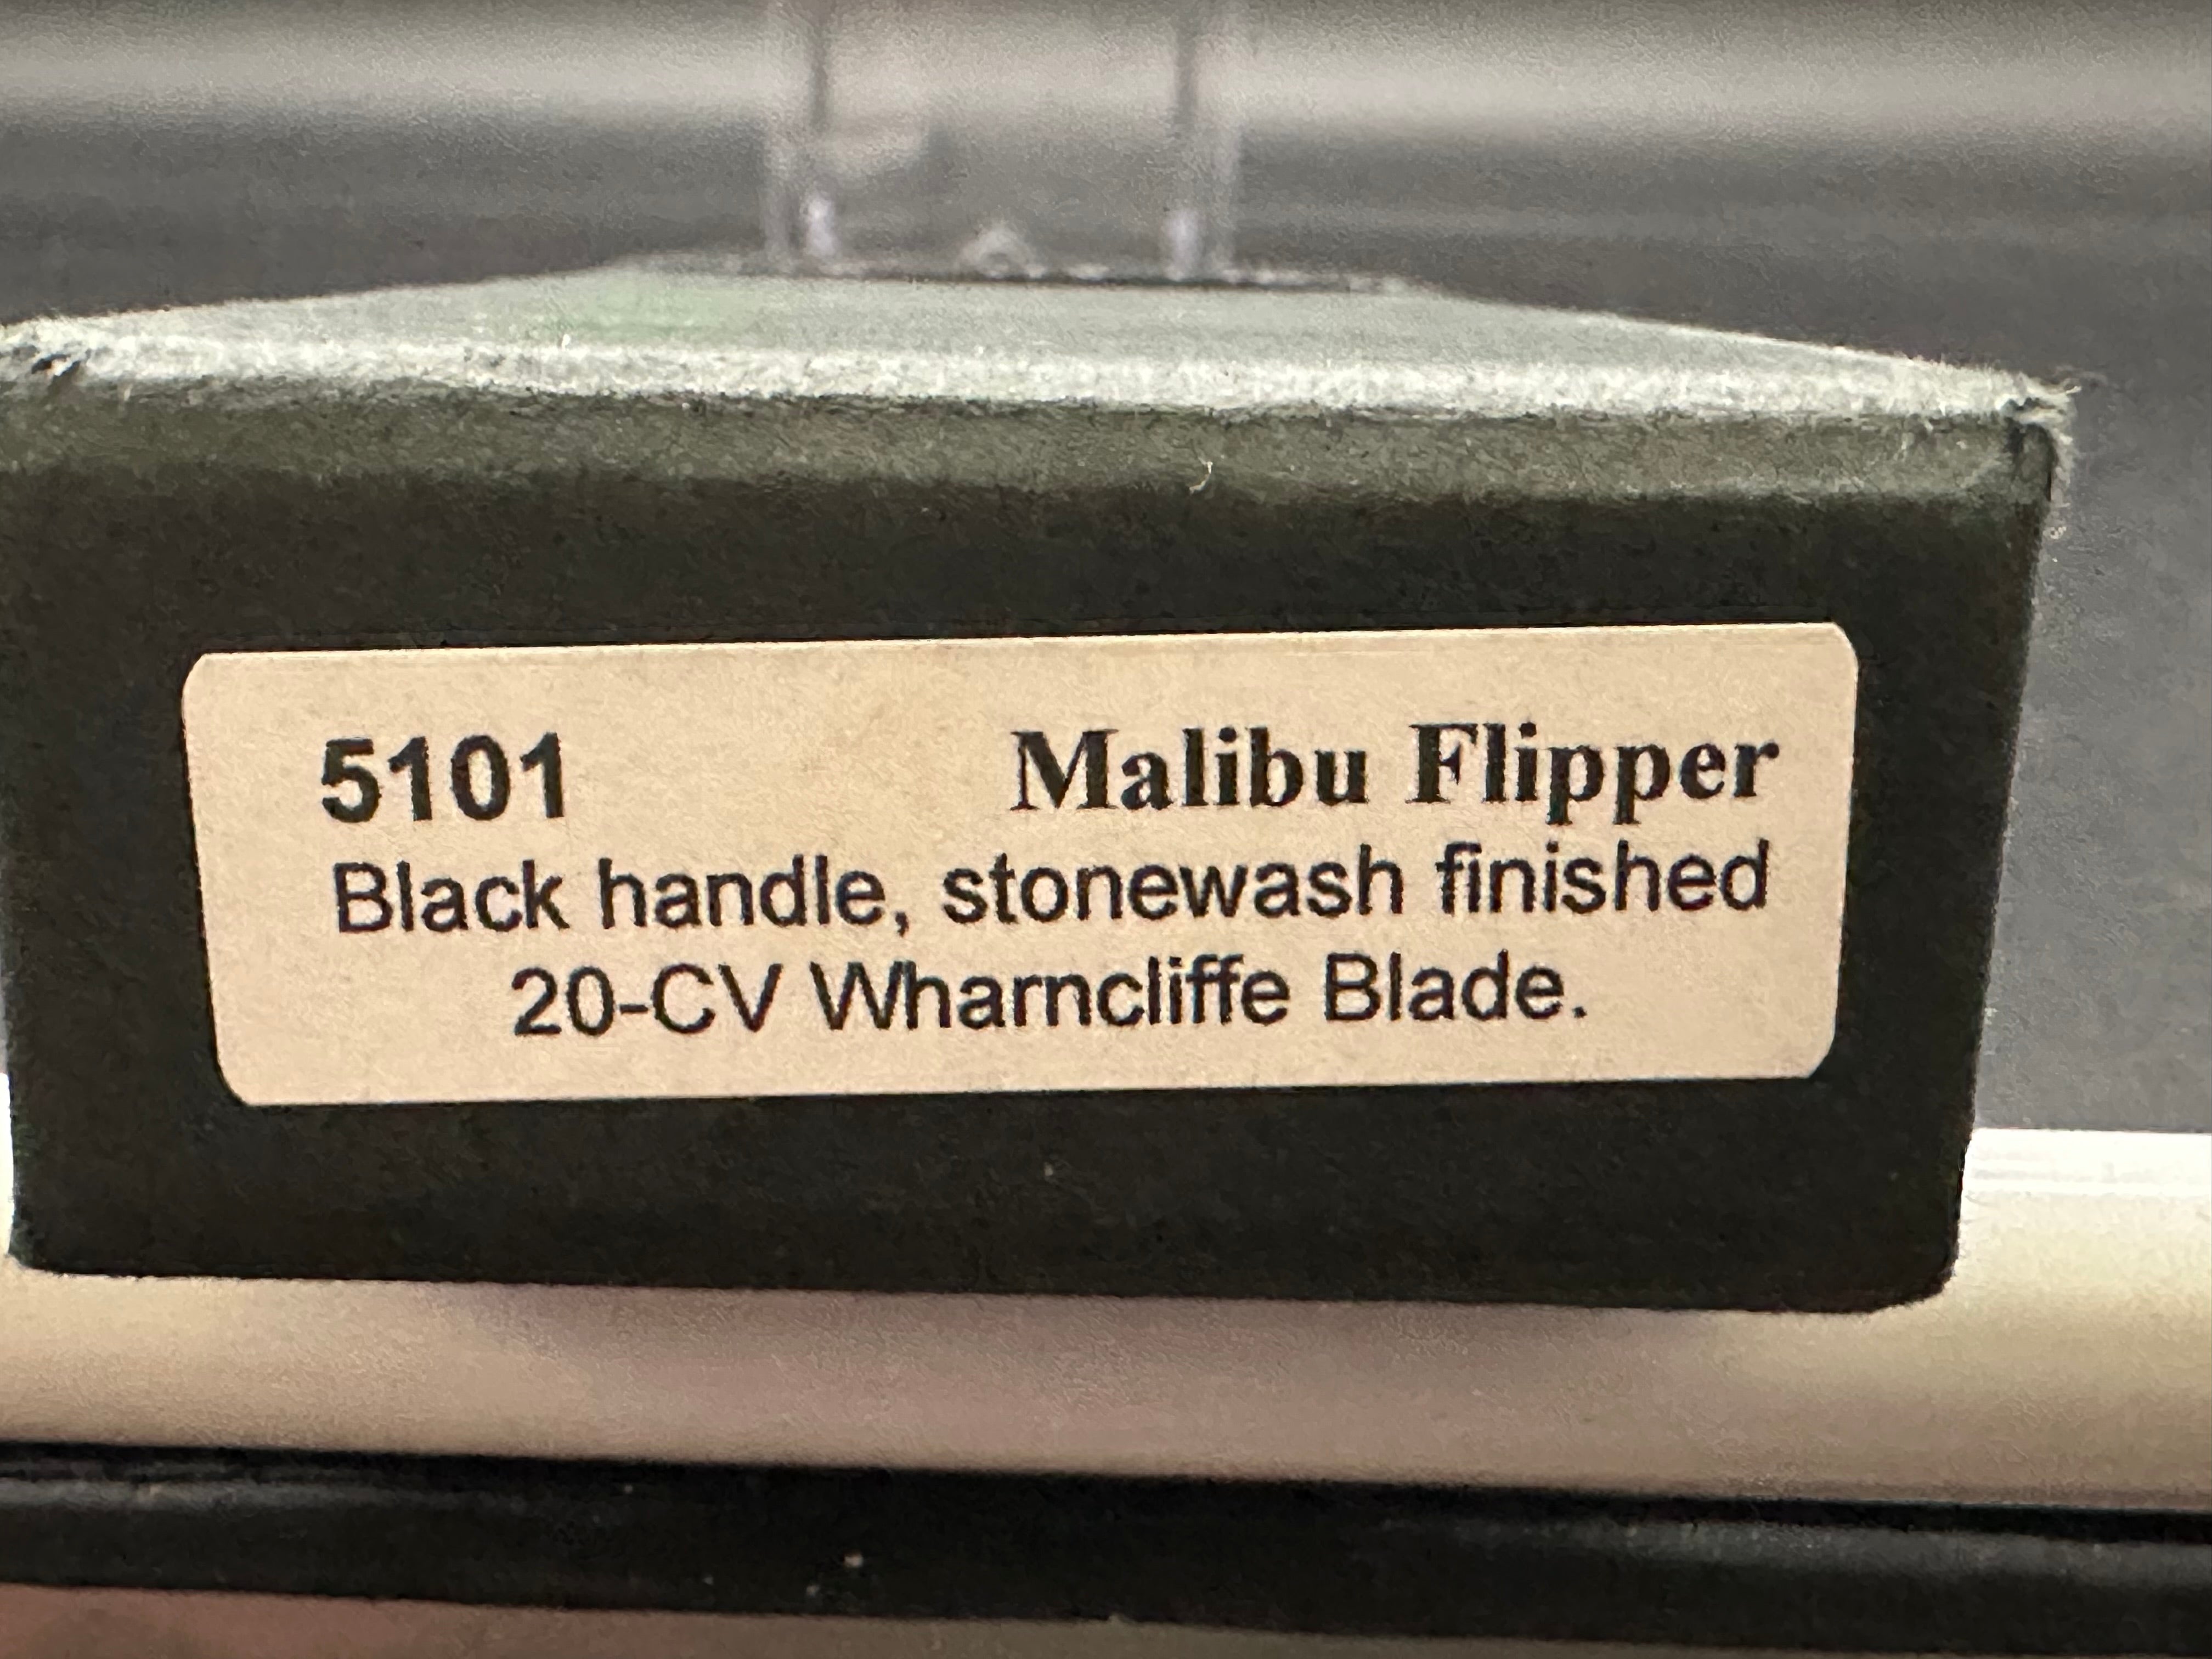 5101 Malibu Flipper
Black handle, stonewash finished
20-CV Wharncliffe Blade.